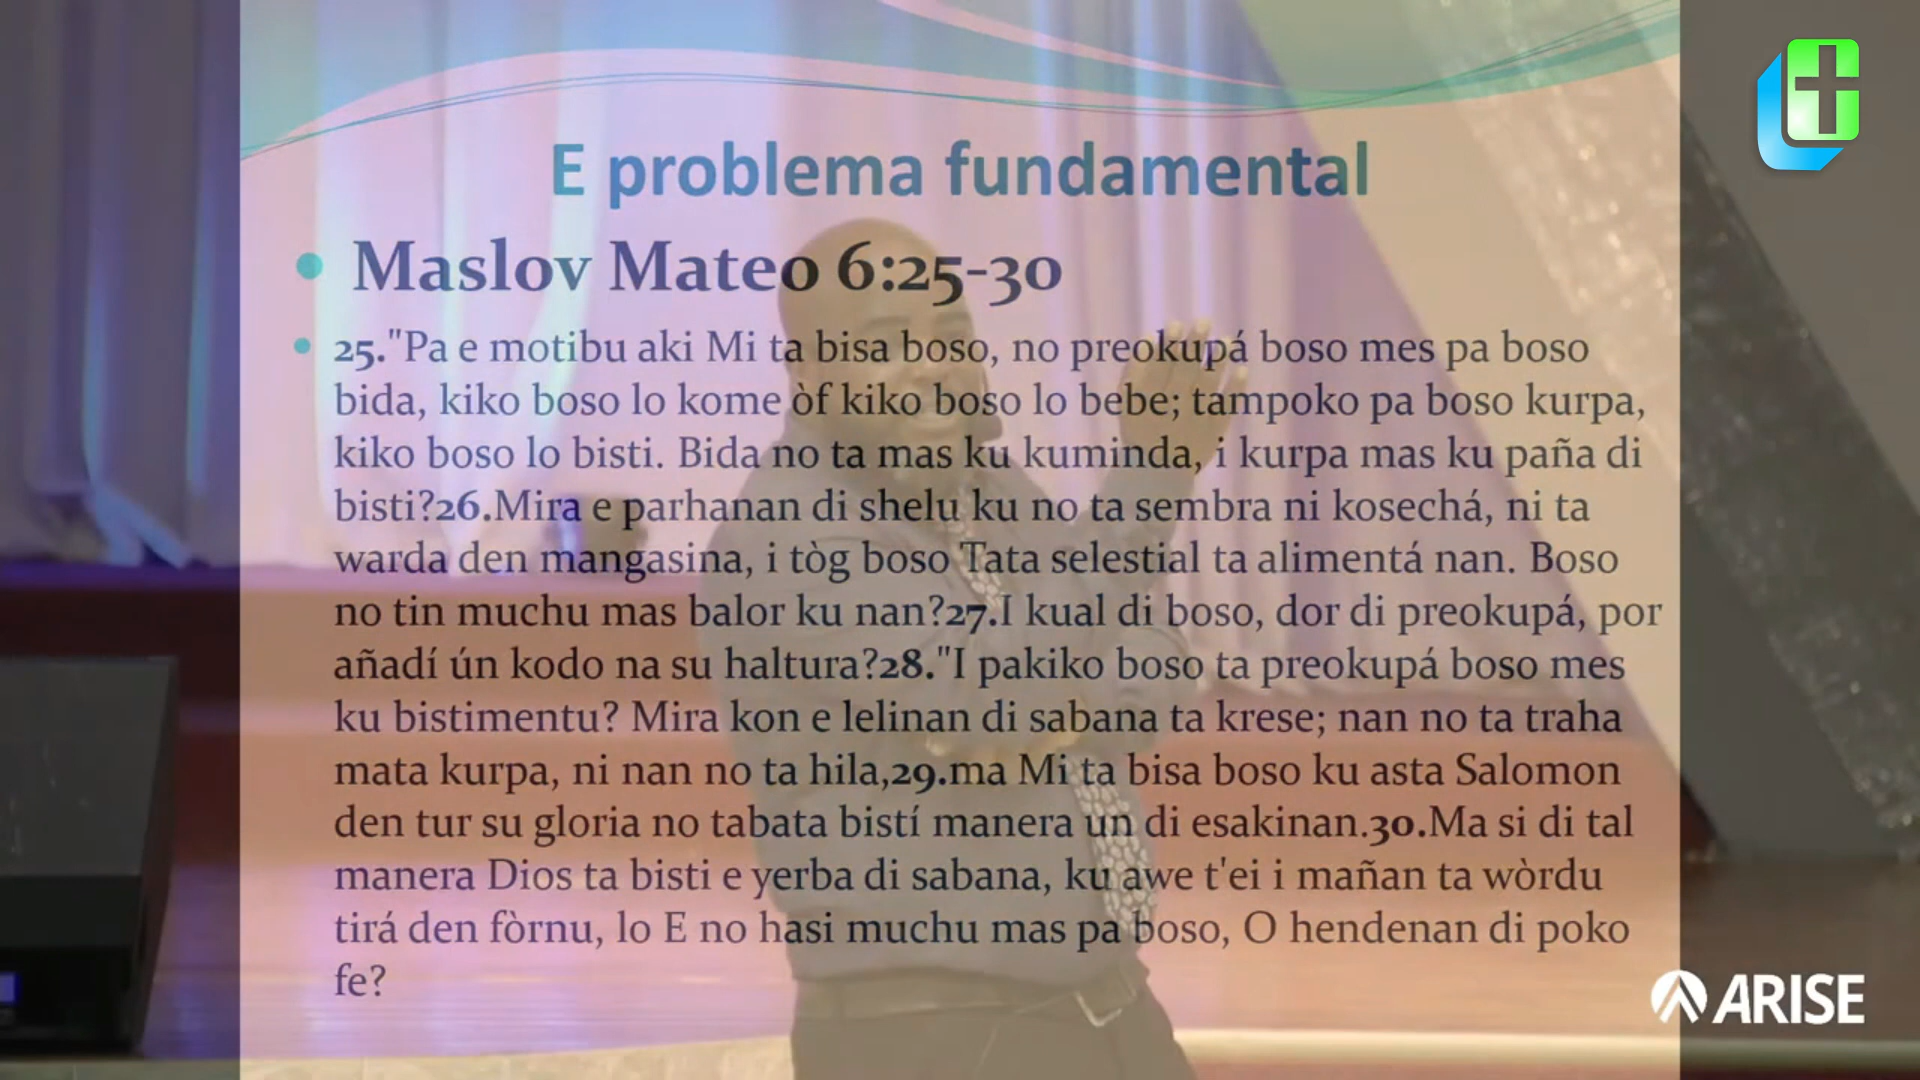 E problema fundamental
• Maslov Mateo 6:25-30
• 25."Pa e motibu aki Mi ta bisa boso, no preokupá boso mes pa boso
bida, kiko boso lo kome òf kiko boso lo bebe; tampoko pa boso kurpa,
kiko boso lo bisti. Bida no ta mas ku kuminda, i kurpa mas ku paña di
bisti?26.Mira e parhanan di shelu ku no ta sembra ni kosechá, ni ta
warda den mangasina, i tòg boso Tata selestial ta alimentá nan. Boso
no tin muchu mas balor ku nan?27.I kual di boso, dor di preokupá, por
añadí ún kodo na su haltura?28."I pakiko boso ta preokupá boso mes
ku bistimentu? Mira kon e lelinan di sabana ta krese; nan no ta traha
mata kurpa, ni nan no ta hila,29.ma Mi ta bisa boso ku asta Salomon
den tur su gloria no tabata bistí manera un di esakinan.30.Ma si di tal
manera Dios ta bisti e yerba di sabana, ku awe t'ei i mañan ta wòrdu
tirá den fòrnu, lo E no hasi muchu mas pa boso, O hendenan di poko
fe?
ARISE